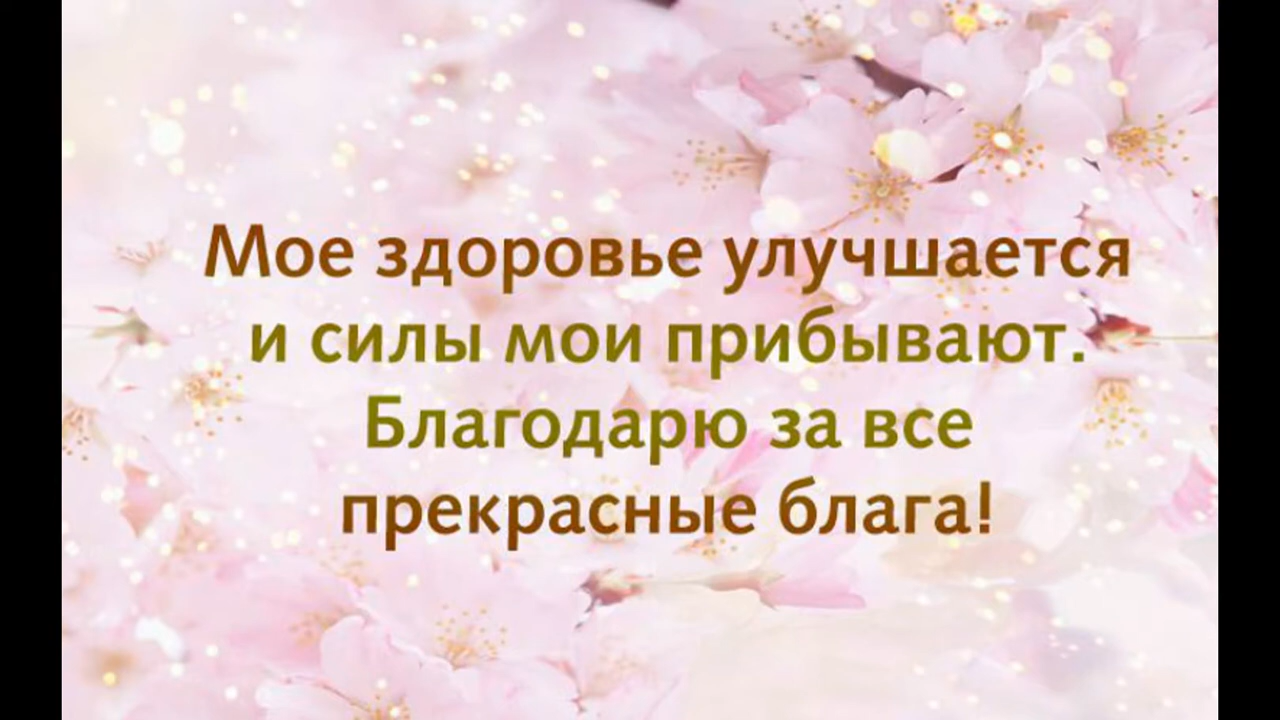 Мое здоровье улучшается
и силы мои прибывают.
Благодарю за все
прекрасные блага!